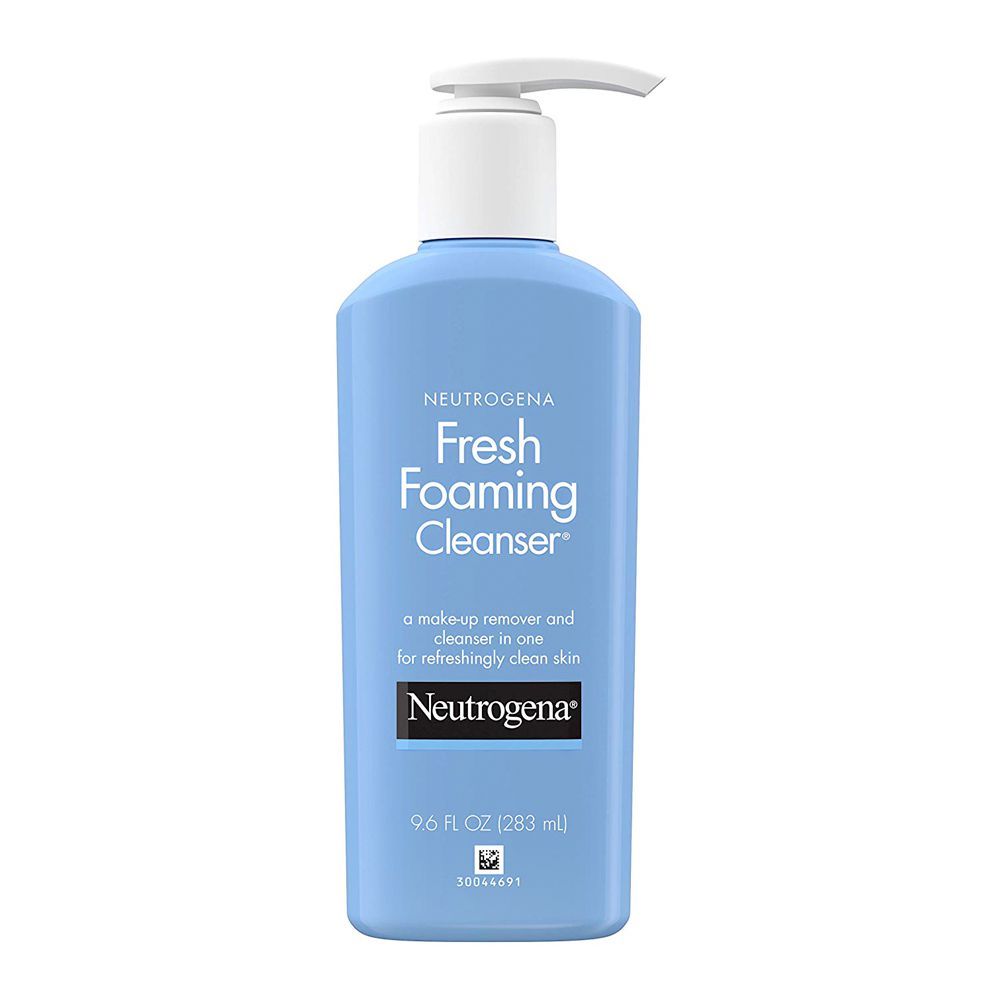 NEUTROGENA
Fresh
Foaming
Cleanser®
a make-up remover and
cleanser in one
for refreshingly clean skin
Neutrogena®
9.6 FL OZ (283 mL)
30044691